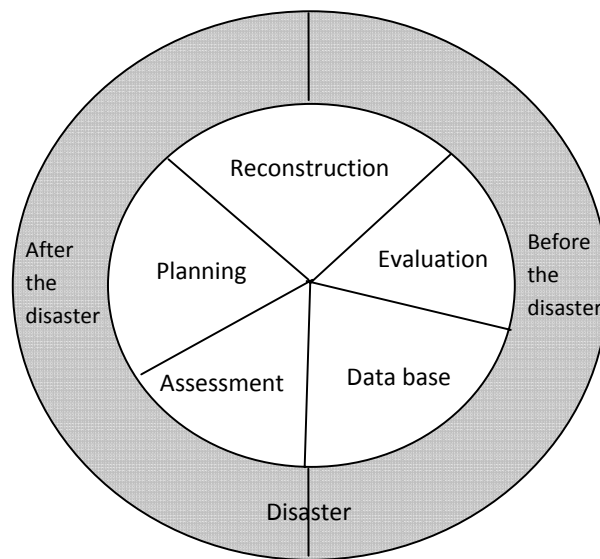 Reconstruction
After
the
disaster
Planning
Evaluation
Before
the
disaster
Assessment
Data base
Disaster